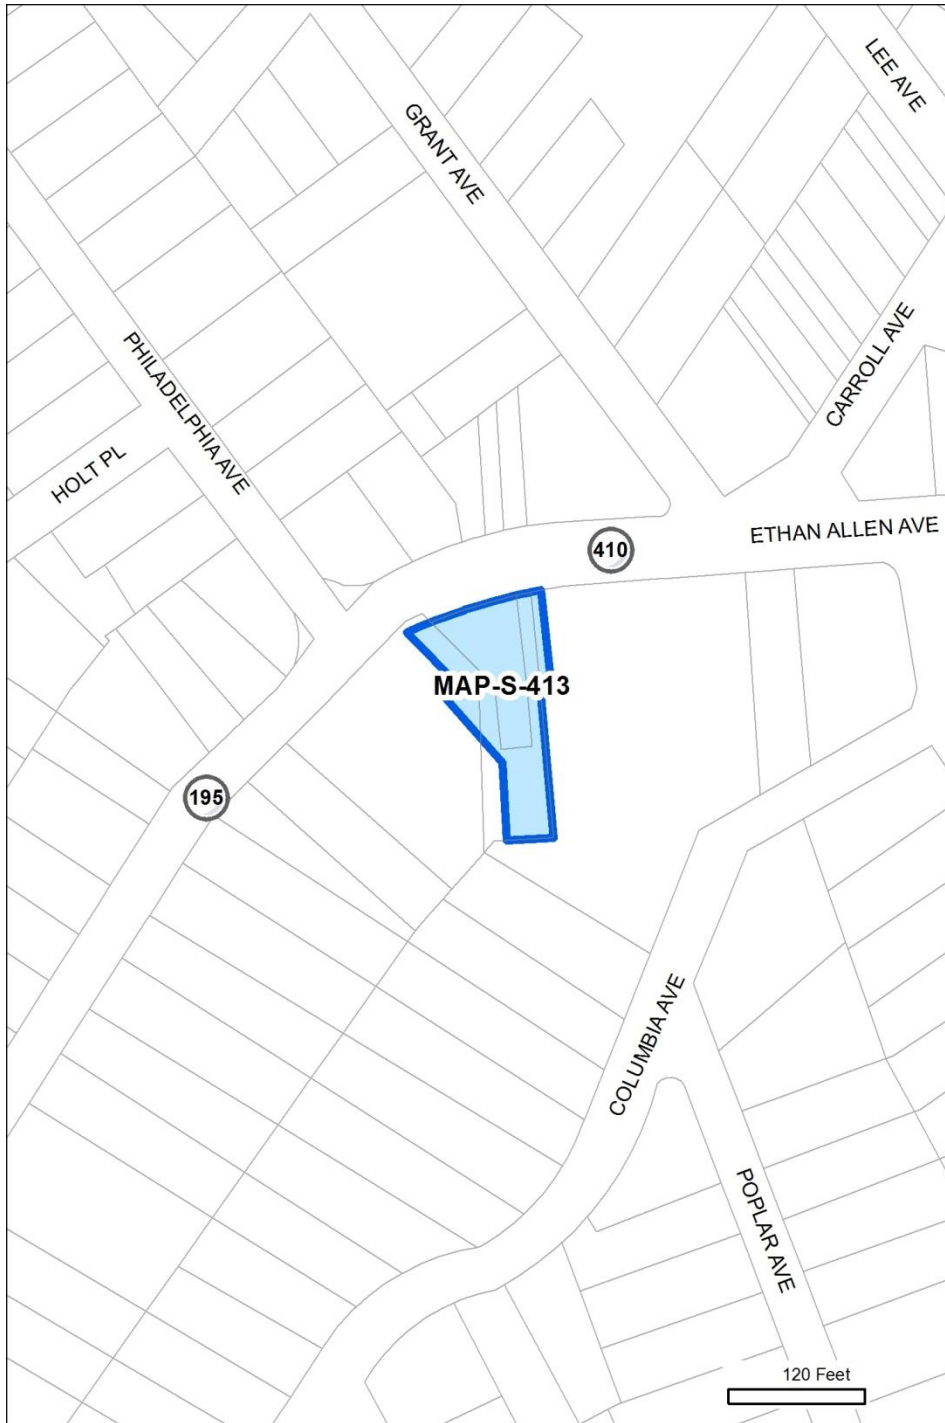 LEE AVE
GRANT AVE
CARROLL AVE
PHILADELPHIA AVE
HOLT PL
ETHAN ALLEN AVE
410
MAP-S-413
195
COLUMBIA AVE
POPLAR AVE
120 Feet